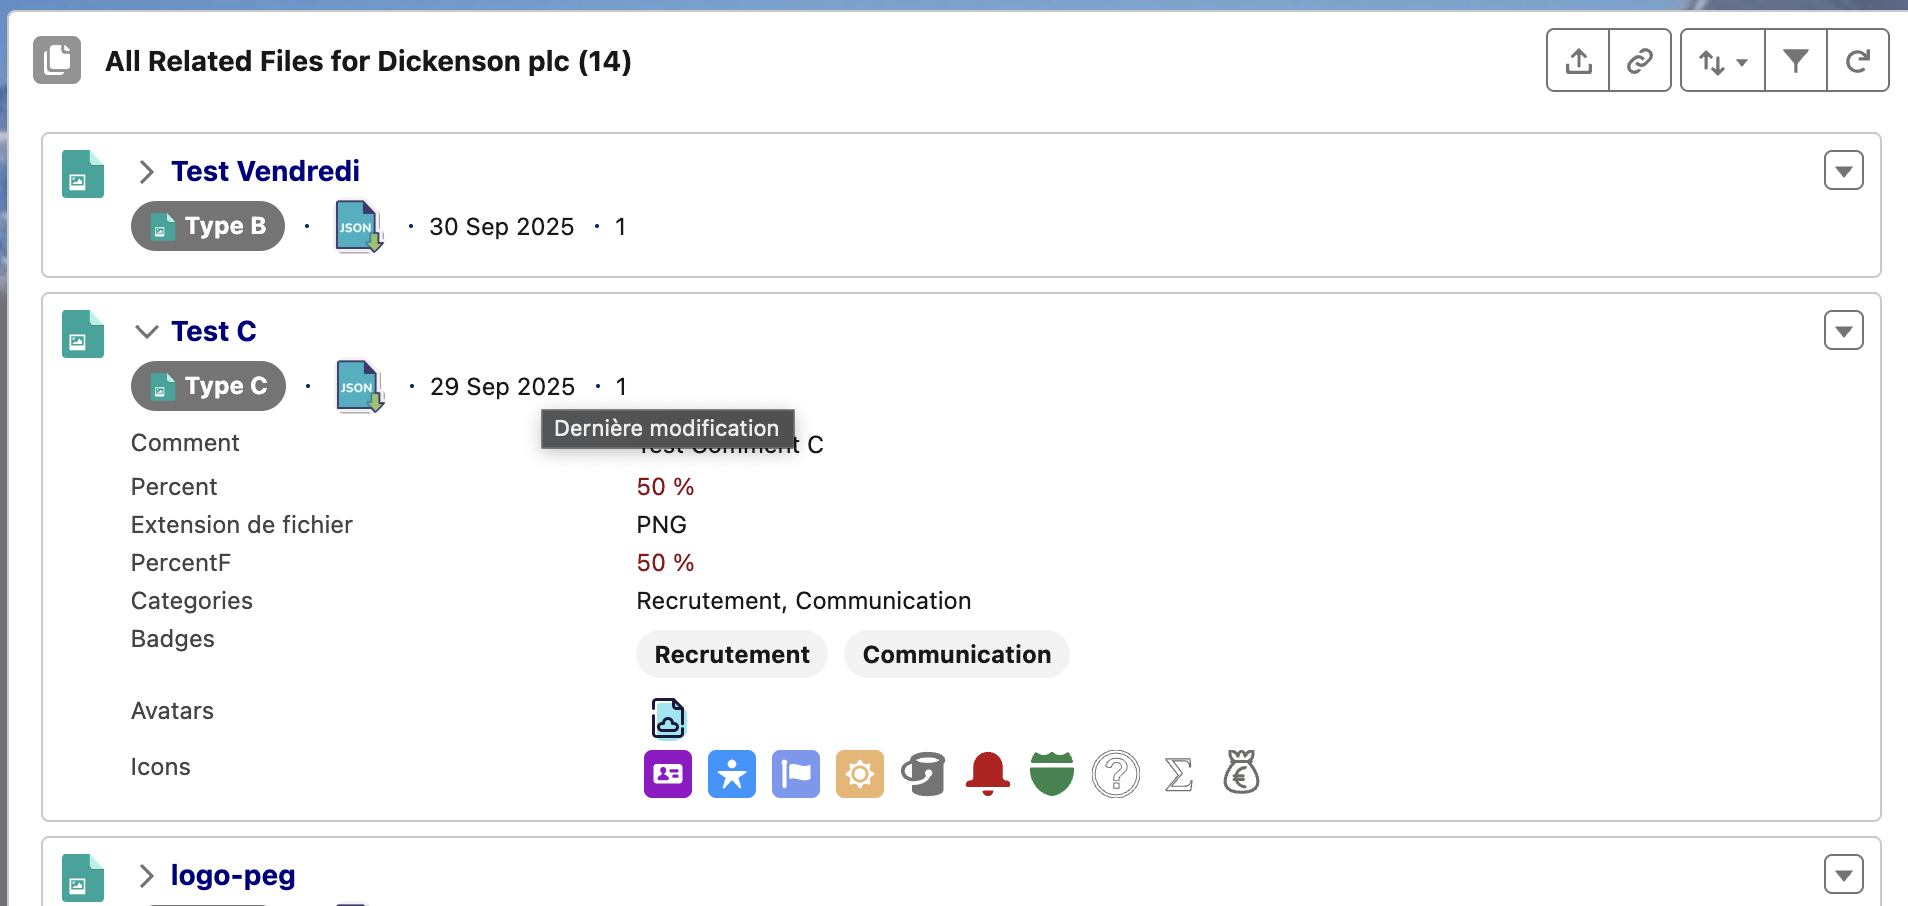 All Related Files for Dickenson plc (14)
Test Vendredi
Type B · JSON · 30 Sep 2025 · 1
Test C
Type C · JSON · 29 Sep 2025 · 1
Dernière modification
Comment Test Comment C
Percent 50 %
Extension de fichier PNG
PercentF 50 %
Categories Recrutement, Communication
Badges Recrutement Communication
Avatars
Icons
logo-peg